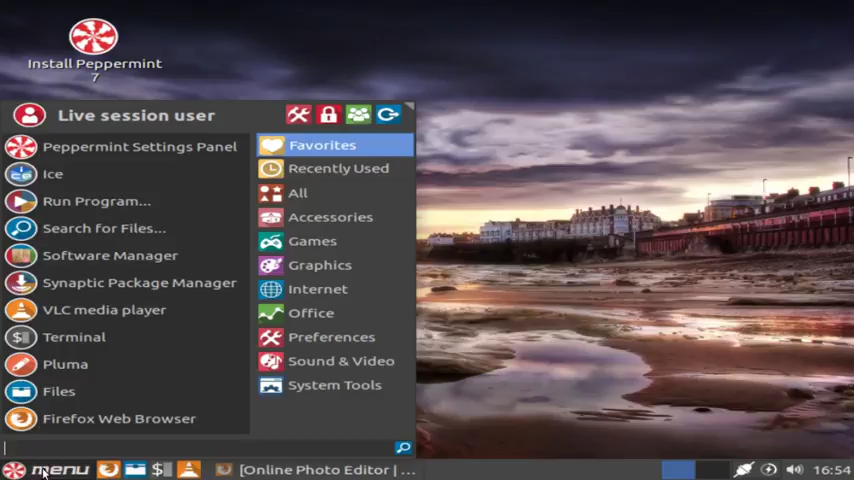 Install Peppermint
7
Live session user
Peppermint Settings Panel
Ice
Run Program...
Search for Files...
Software Manager
Synaptic Package Manager
VLC media player
Terminal
Pluma
Files
Firefox Web Browser
Favorites
Recently Used
All
Accessories
Games
Graphics
Internet
Office
Preferences
Sound & Video
System Tools
menu
[Online Photo Editor | ...
16:54